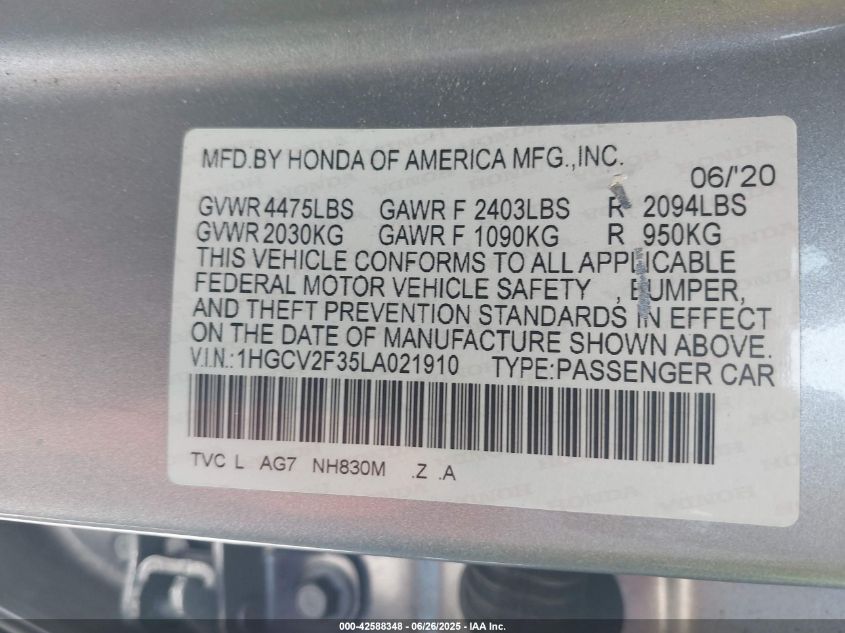 MFD.BY HONDA OF AMERICA MFG.,INC.
06/'20
GVWR 4475LBS GAWR F 2403LBS R 2094LBS
GVWR 2030KG GAWR F 1090KG R 950KG
THIS VEHICLE CONFORMS TO ALL APPLICABLE
FEDERAL MOTOR VEHICLE SAFETY , BUMPER,
AND THEFT PREVENTION STANDARDS IN EFFECT
ON THE DATE OF MANUFACTURE SHOWN ABOVE.
V.I.N.:1HGCV2F35LA021910 TYPE:PASSENGER CAR
TVC L AG7 NH830M .Z .A
000-42588348 - 06/26/2025 - IAA Inc.